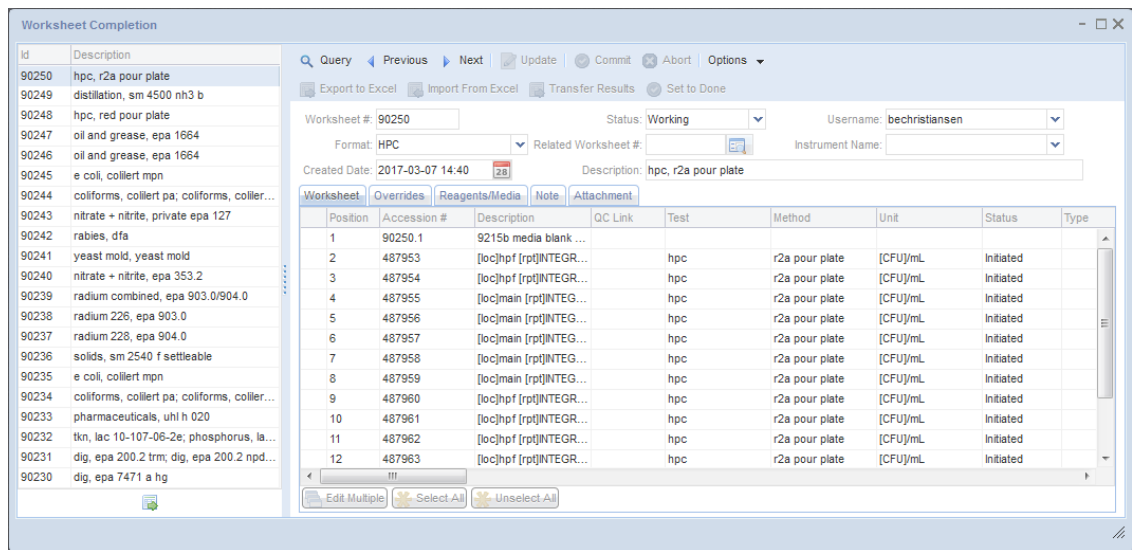 Worksheet Completion
Id Description
90250 hpc, r2a pour plate
90249 distillation, sm 4500 nh3 b
90248 hpc, red pour plate
90247 oil and grease, epa 1664
90246 oil and grease, epa 1664
90245 e coli, colilert mpn
90244 coliforms, colilert pa; coliforms, coliler...
90243 nitrate + nitrite, private epa 127
90242 rabies, dfa
90241 yeast mold, yeast mold
90240 nitrate + nitrite, epa 353.2
90239 radium combined, epa 903.0/904.0
90238 radium 226, epa 903.0
90237 radium 228, epa 904.0
90236 solids, sm 2540 f settleable
90235 e coli, colilert mpn
90234 coliforms, colilert pa; coliforms, coliler...
90233 pharmaceuticals, uhl h 020
90232 tkn, lac 10-107-06-2e; phosphorus, la...
90231 dig, epa 200.2 trm; dig, epa 200.2 npd...
90230 dig, epa 7471 a hg
Query Previous Next Update Commit Abort Options
Export to Excel Import From Excel Transfer Results Set to Done
Worksheet #: 90250 Status: Working Username: bechristiansen
Format: HPC Related Worksheet #: Instrument Name:
Created Date: 2017-03-07 14:40 28 Description: hpc, r2a pour plate
Worksheet Overrides Reagents/Media Note Attachment
Position Accession # Description QC Link Test Method Unit Status Type
1 90250.1 9215b media blank ...
2 487953 [loc]hpf [rpt]INTEGR... hpc r2a pour plate [CFU]/mL Initiated
3 487954 [loc]hpf [rpt]INTEGR... hpc r2a pour plate [CFU]/mL Initiated
4 487955 [loc]main [rpt]INTEG... hpc r2a pour plate [CFU]/mL Initiated
5 487956 [loc]main [rpt]INTEG... hpc r2a pour plate [CFU]/mL Initiated
6 487957 [loc]main [rpt]INTEG... hpc r2a pour plate [CFU]/mL Initiated
7 487958 [loc]main [rpt]INTEG... hpc r2a pour plate [CFU]/mL Initiated
8 487959 [loc]main [rpt]INTEG... hpc r2a pour plate [CFU]/mL Initiated
9 487960 [loc]hpf [rpt]INTEGR... hpc r2a pour plate [CFU]/mL Initiated
10 487961 [loc]hpf [rpt]INTEGR... hpc r2a pour plate [CFU]/mL Initiated
11 487962 [loc]hpf [rpt]INTEGR... hpc r2a pour plate [CFU]/mL Initiated
12 487963 [loc]hpf [rpt]INTEGR... hpc r2a pour plate [CFU]/mL Initiated
Edit Multiple Select All Unselect All